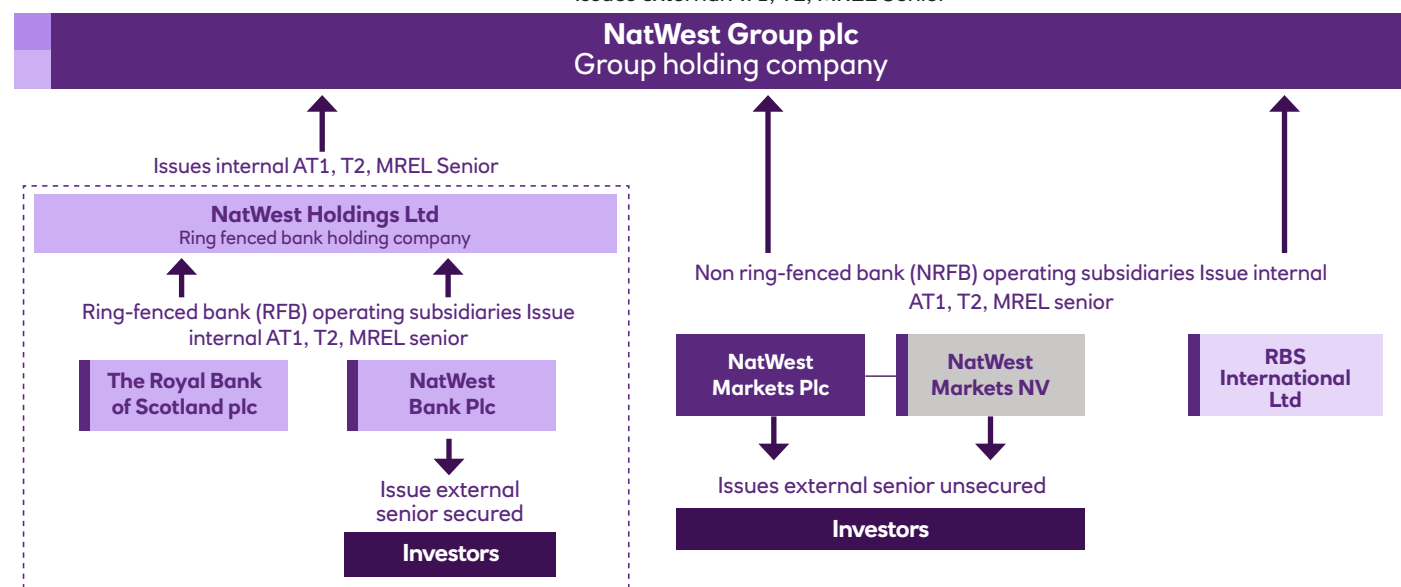 NatWest Group plc
Group holding company
Issues internal AT1, T2, MREL Senior
NatWest Holdings Ltd
Ring fenced bank holding company
Ring-fenced bank (RFB) operating subsidiaries Issue
internal AT1, T2, MREL senior
The Royal Bank
of Scotland plc
NatWest
Bank Plc
Issue external
senior secured
Investors
Non ring-fenced bank (NRFB) operating subsidiaries Issue internal
AT1, T2, MREL senior
NatWest
Markets Plc
NatWest
Markets NV
RBS
International
Ltd
Issues external senior unsecured
Investors